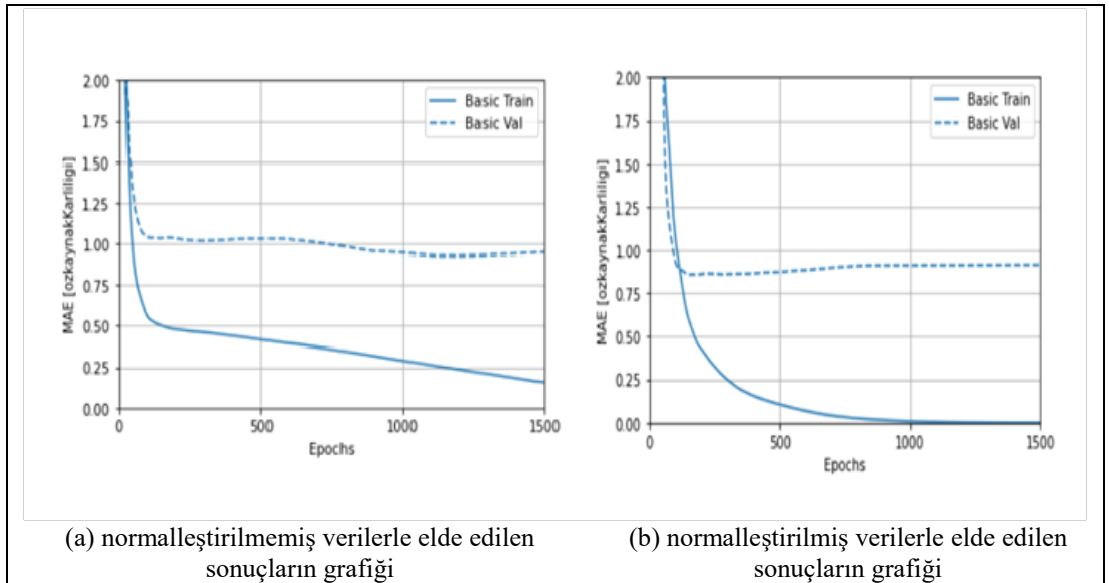 2.00
1.75
1.50
1.25
1.00
0.75
0.50
0.25
0.00
MAE [ozkaynakKarliligi]
Basic Train
Basic Val
0
500
1000
1500
Epochs
2.00
1.75
1.50
1.25
1.00
0.75
0.50
0.25
0.00
MAE [ozkaynakKarliligi]
Basic Train
Basic Val
0
500
1000
1500
Epochs
(a) normalleştirilmemiş verilerle elde edilen
sonuçların grafiği
(b) normalleştirilmiş verilerle elde edilen
sonuçların grafiği